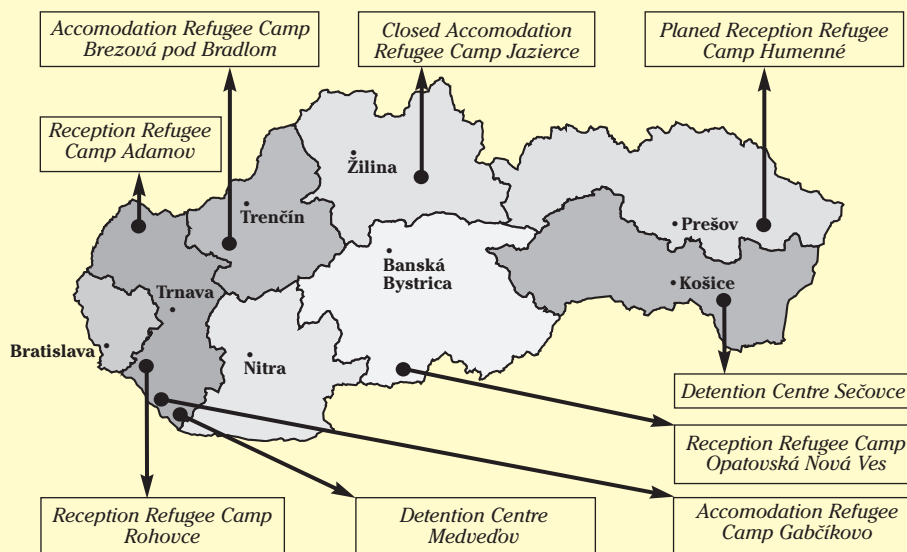 Accomodation Refugee Camp
Brezová pod Bradlom
Closed Accomodation
Refugee Camp Jazierce
Planed Reception Refugee
Camp Humenné
Reception Refugee
Camp Adamov
Žilina
Trenčín
Prešov
Banská
Bystrica
Košice
Trnava
Bratislava
Nitra
Detention Centre Sečovce
Reception Refugee Camp
Opatovská Nová Ves
Reception Refugee Camp
Rohovce
Detention Centre
Medveďov
Accomodation Refugee
Camp Gabčíkovo